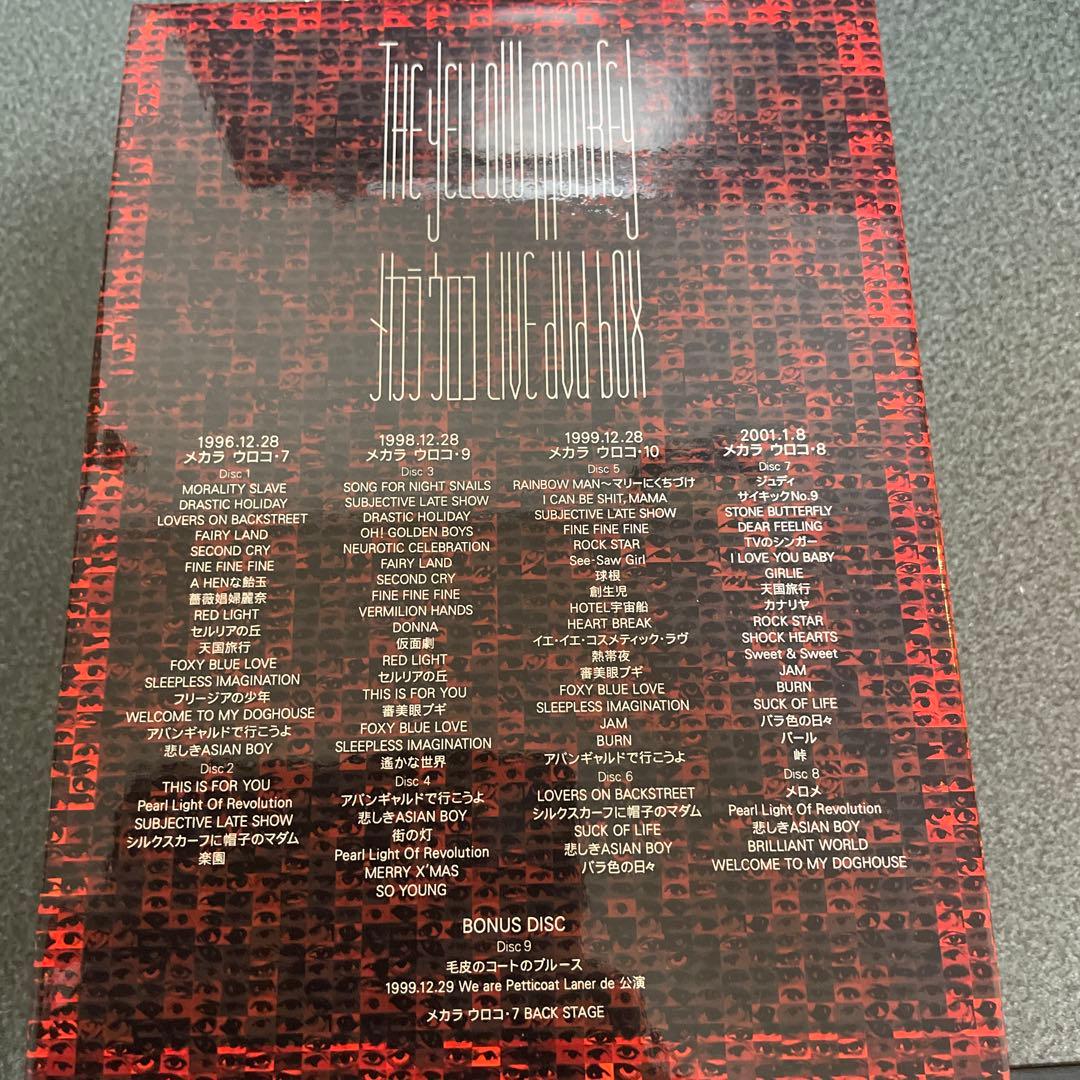 THE YELLOW MONKEY
メカラ ウロコ LIVE dvd box
1996.12.28
メカラ ウロコ・7
Disc 1
MORALITY SLAVE
DRASTIC HOLIDAY
LOVERS ON BACKSTREET
FAIRY LAND
SECOND CRY
FINE FINE FINE
A HENな飴玉
薔薇娼婦麗奈
RED LIGHT
セルリアの丘
天国旅行
FOXY BLUE LOVE
SLEEPLESS IMAGINATION
フリージアの少年
WELCOME TO MY DOGHOUSE
アバンギャルドで行こうよ
悲しきASIAN BOY
Disc 2
THIS IS FOR YOU
Pearl Light Of Revolution
SUBJECTIVE LATE SHOW
シルクスカーフに帽子のマダム
楽園
1998.12.28
メカラ ウロコ・9
Disc 3
SONG FOR NIGHT SNAILS
SUBJECTIVE LATE SHOW
DRASTIC HOLIDAY
OH! GOLDEN BOYS
NEUROTIC CELEBRATION
FAIRY LAND
SECOND CRY
FINE FINE FINE
VERMILION HANDS
DONNA
仮面劇
RED LIGHT
セルリアの丘
THIS IS FOR YOU
審美眼ブギ
FOXY BLUE LOVE
SLEEPLESS IMAGINATION
遙かな世界
Disc 4
アバンギャルドで行こうよ
悲しきASIAN BOY
街の灯
Pearl Light Of Revolution
MERRY X'MAS
SO YOUNG
1999.12.28
メカラ ウロコ・10
Disc 5
RAINBOW MAN～マリーにくちづけ
I CAN BE SHIT, MAMA
SUBJECTIVE LATE SHOW
FINE FINE FINE
ROCK STAR
See-Saw Girl
球根
創生児
HOTEL宇宙船
HEART BREAK
イエ・イエ・コスメティック・ラヴ
熱帯夜
審美眼ブギ
FOXY BLUE LOVE
SLEEPLESS IMAGINATION
JAM
BURN
アバンギャルドで行こうよ
Disc 6
LOVERS ON BACKSTREET
シルクスカーフに帽子のマダム
SUCK OF LIFE
悲しきASIAN BOY
バラ色の日々
2001.1.8
メカラ ウロコ・8
Disc 7
ジュディ
サイキックNo.9
STONE BUTTERFLY
DEAR FEELING
TVのシンガー
I LOVE YOU BABY
GIRLIE
天国旅行
カナリヤ
ROCK STAR
SHOCK HEARTS
Sweet & Sweet
JAM
BURN
SUCK OF LIFE
バラ色の日々
パール
峠
Disc 8
メロメ
Pearl Light Of Revolution
悲しきASIAN BOY
BRILLIANT WORLD
WELCOME TO MY DOGHOUSE
BONUS DISC
Disc 9
毛皮のコートのブルース
1999.12.29 We are Petticoat Laner de 公演
メカラ ウロコ・7 BACK STAGE